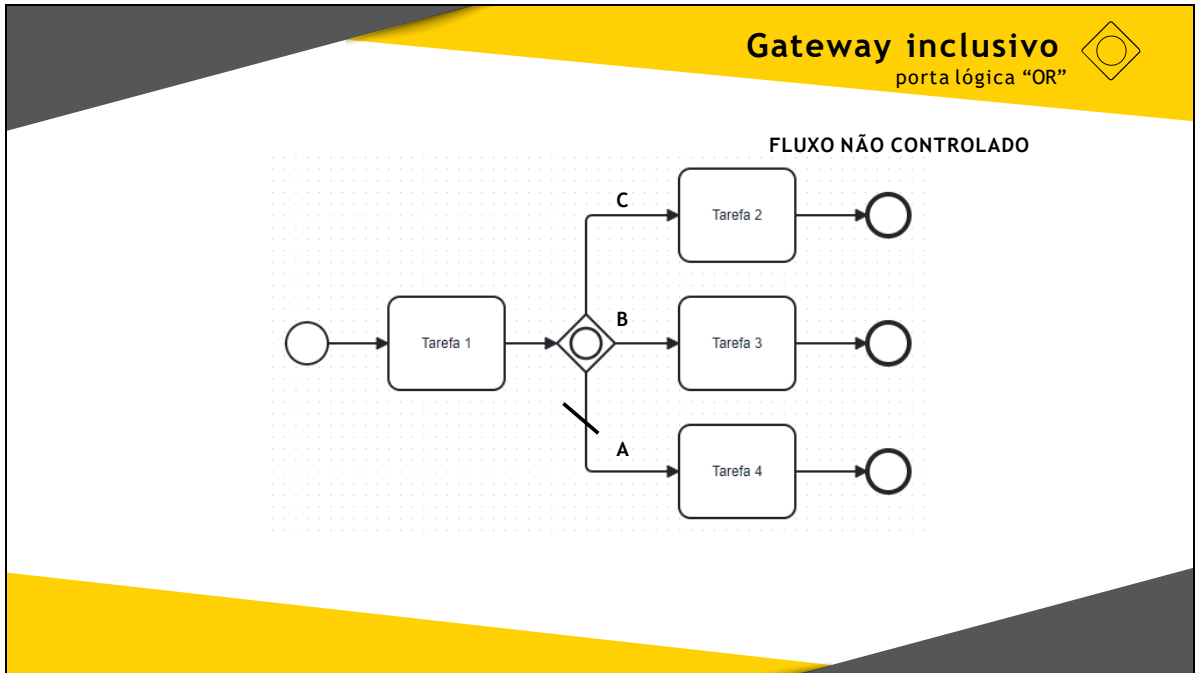 Gateway inclusivo
porta lógica “OR”
FLUXO NÃO CONTROLADO
C
Tarefa 2
B
Tarefa 1
Tarefa 3
A
Tarefa 4